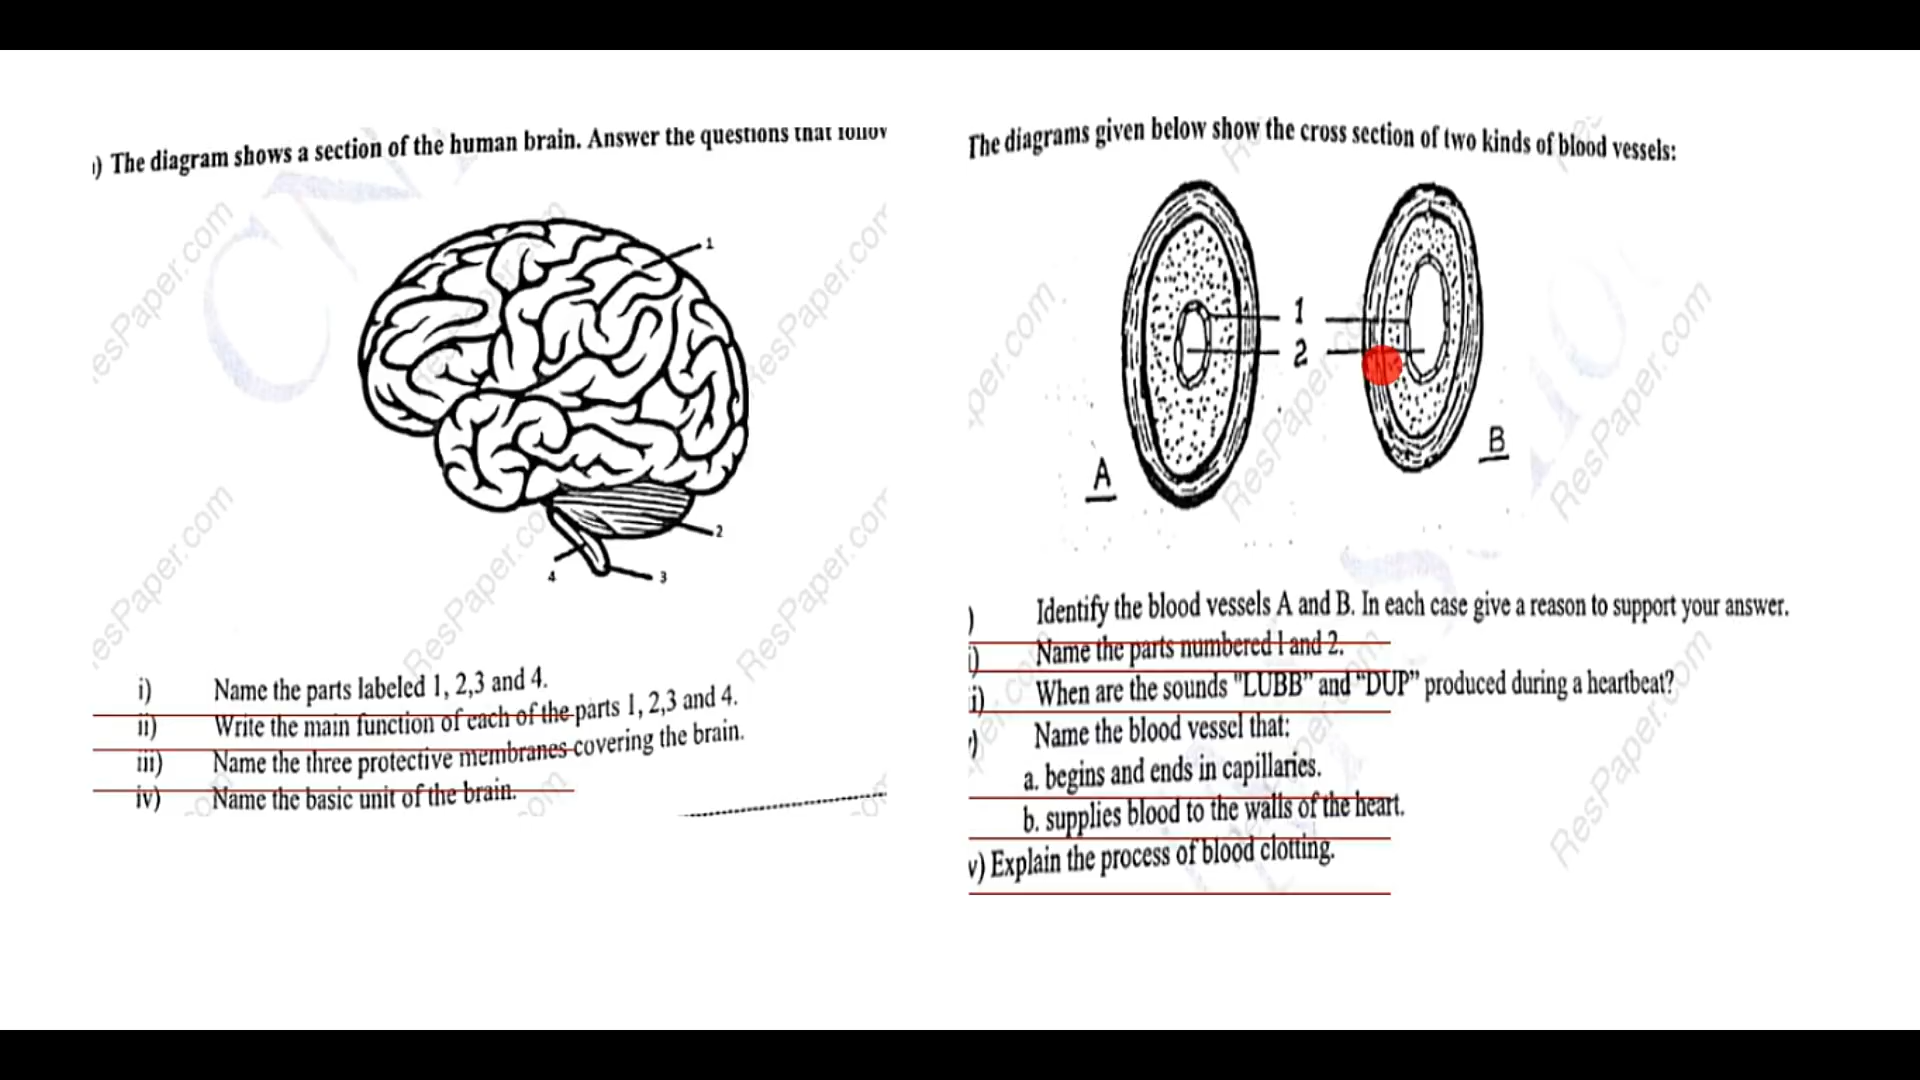 ı) The diagram shows a section of the human brain. Answer the questions that follov
1
2
4
3
i) Name the parts labeled 1, 2,3 and 4.
ii) Write the main function of each of the parts 1, 2,3 and 4.
iii) Name the three protective membranes covering the brain.
iv) Name the basic unit of the brain.
The diagrams given below show the cross section of two kinds of blood vessels:
1
2
A
B
) Identify the blood vessels A and B. In each case give a reason to support your answer.
i) Name the parts numbered 1 and 2.
i) When are the sounds "LUBB" and “DUP” produced during a heartbeat?
) Name the blood vessel that:
a. begins and ends in capillaries.
b. supplies blood to the walls of the heart.
v) Explain the process of blood clotting.
ResPaper.com